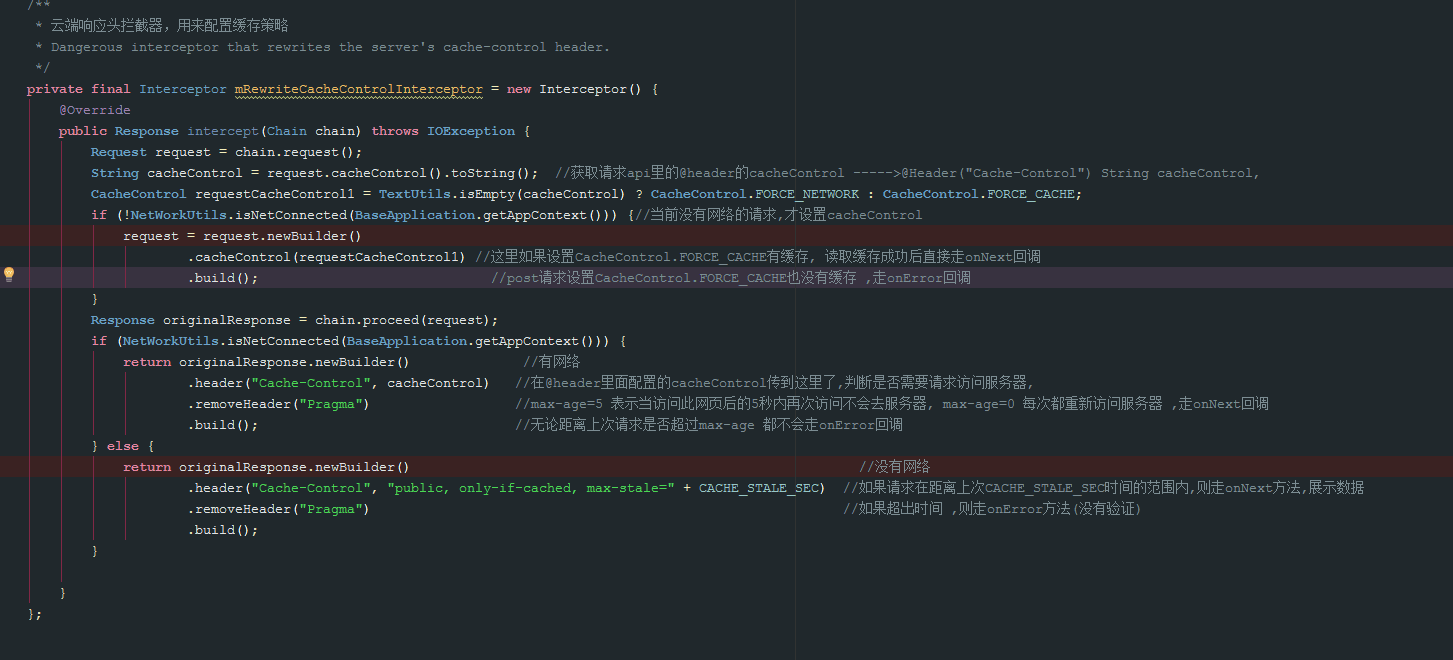 /**
 * 云端响应头拦截器，用来配置缓存策略
 * Dangerous interceptor that rewrites the server's cache-control header.
 */
private final Interceptor mRewriteCacheControlInterceptor = new Interceptor() {
    @Override
    public Response intercept(Chain chain) throws IOException {
        Request request = chain.request();
        String cacheControl = request.cacheControl().toString();  //获取请求api里的@header的cacheControl ----->@Header("Cache-Control") String cacheControl,
        CacheControl requestCacheControl1 = TextUtils.isEmpty(cacheControl) ? CacheControl.FORCE_NETWORK : CacheControl.FORCE_CACHE;
        if (!NetWorkUtils.isNetConnected(BaseApplication.getAppContext())) {//当前没有网络的请求,才设置cacheControl
            request = request.newBuilder()
                    .cacheControl(requestCacheControl1) //这里如果设置CacheControl.FORCE_CACHE有缓存, 读取缓存成功后直接走onNext回调
                    .build();                             //post请求设置CacheControl.FORCE_CACHE也没有缓存 ,走onError回调
        }
        Response originalResponse = chain.proceed(request);
        if (NetWorkUtils.isNetConnected(BaseApplication.getAppContext())) {
            return originalResponse.newBuilder()              //有网络
                    .header("Cache-Control", cacheControl)   //在@header里面配置的cacheControl传到这里了,判断是否需要请求访问服务器,
                    .removeHeader("Pragma")                  //max-age=5 表示当访问此网页后的5秒内再次访问不会去服务器, max-age=0 每次都重新访问服务器 ,走onNext回调
                    .build();                                //无论距离上次请求是否超过max-age 都不会走onError回调
        } else {
            return originalResponse.newBuilder()                                                        //没有网络
                    .header("Cache-Control", "public, only-if-cached, max-stale=" + CACHE_STALE_SEC)  //如果请求在距离上次CACHE_STALE_SEC时间的范围内,则走onNext方法,展示数据
                    .removeHeader("Pragma")                                                           //如果超出时间 ,则走onError方法(没有验证)
                    .build();
        }
    }
};